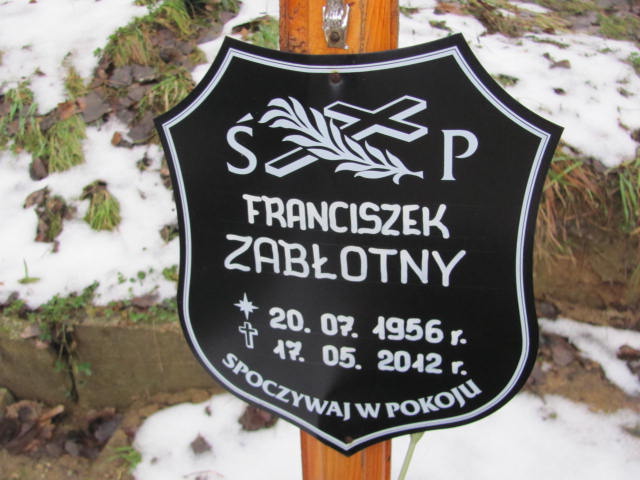 Ś P
FRANCISZEK
ZABŁOTNY
20. 07. 1956 r.
17. 05. 2012 r.
SPOCZYWAJ W POKOJU